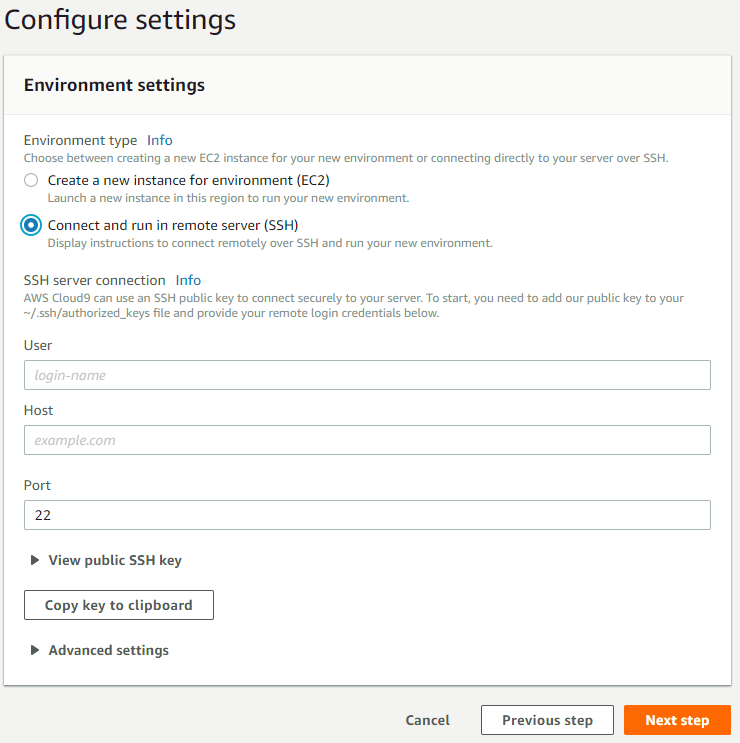 Configure settings
Environment settings
Environment type Info
Choose between creating a new EC2 instance for your new environment or connecting directly to your server over SSH.
Create a new instance for environment (EC2)
Launch a new instance in this region to run your new environment.
Connect and run in remote server (SSH)
Display instructions to connect remotely over SSH and run your new environment.
SSH server connection Info
AWS Cloud9 can use an SSH public key to connect securely to your server. To start, you need to add our public key to your
~/.ssh/authorized_keys file and provide your remote login credentials below.
User
login-name
Host
example.com
Port
22
View public SSH key
Copy key to clipboard
Advanced settings
Cancel Previous step Next step